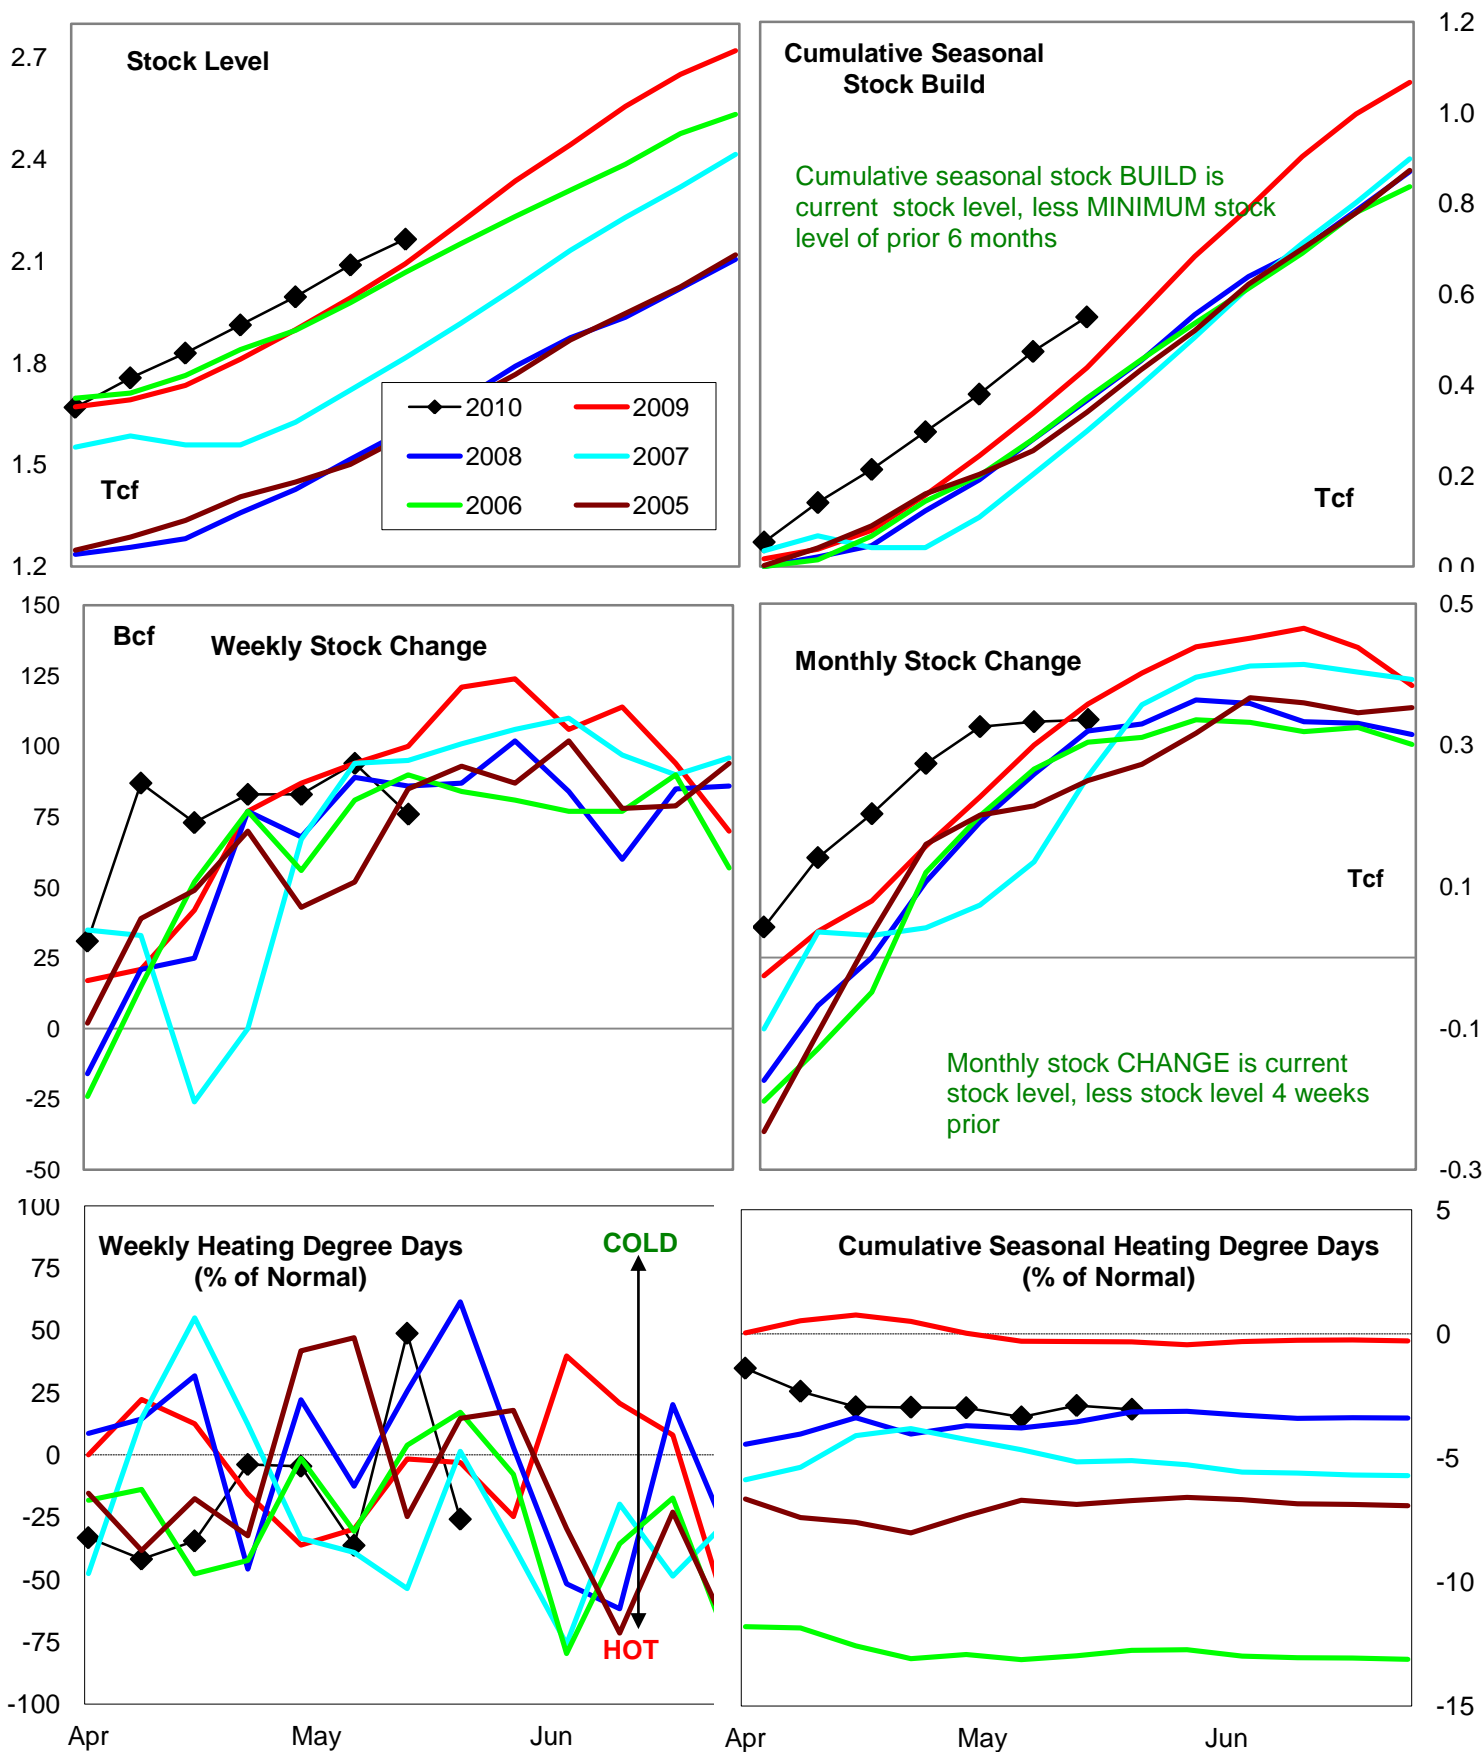 Stock Level
2.7
2.4
2.1
1.8
1.5
1.2
Tcf
2010
2009
2008
2007
2006
2005
Cumulative Seasonal
Stock Build
Cumulative seasonal stock BUILD is
current stock level, less MINIMUM stock
level of prior 6 months
Tcf
1.2
1.0
0.8
0.6
0.4
0.2
0.0
Bcf
Weekly Stock Change
150
125
100
75
50
25
0
-25
-50
Monthly Stock Change
Tcf
Monthly stock CHANGE is current
stock level, less stock level 4 weeks
prior
0.5
0.3
0.1
-0.1
-0.3
Weekly Heating Degree Days
(% of Normal)
COLD
HOT
100
75
50
25
0
-25
-50
-75
-100
Apr
May
Jun
Cumulative Seasonal Heating Degree Days
(% of Normal)
5
0
-5
-10
-15
Apr
May
Jun